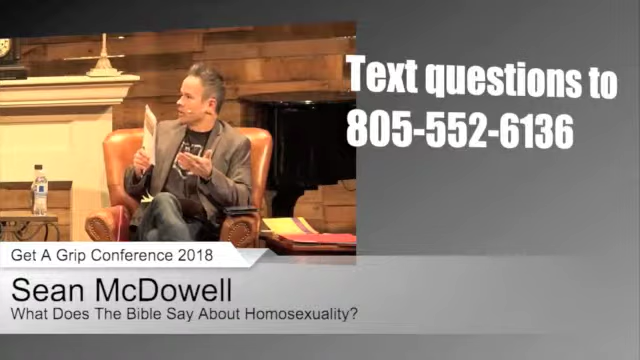 Text questions to
805-552-6136
Get A Grip Conference 2018
Sean McDowell
What Does The Bible Say About Homosexuality?